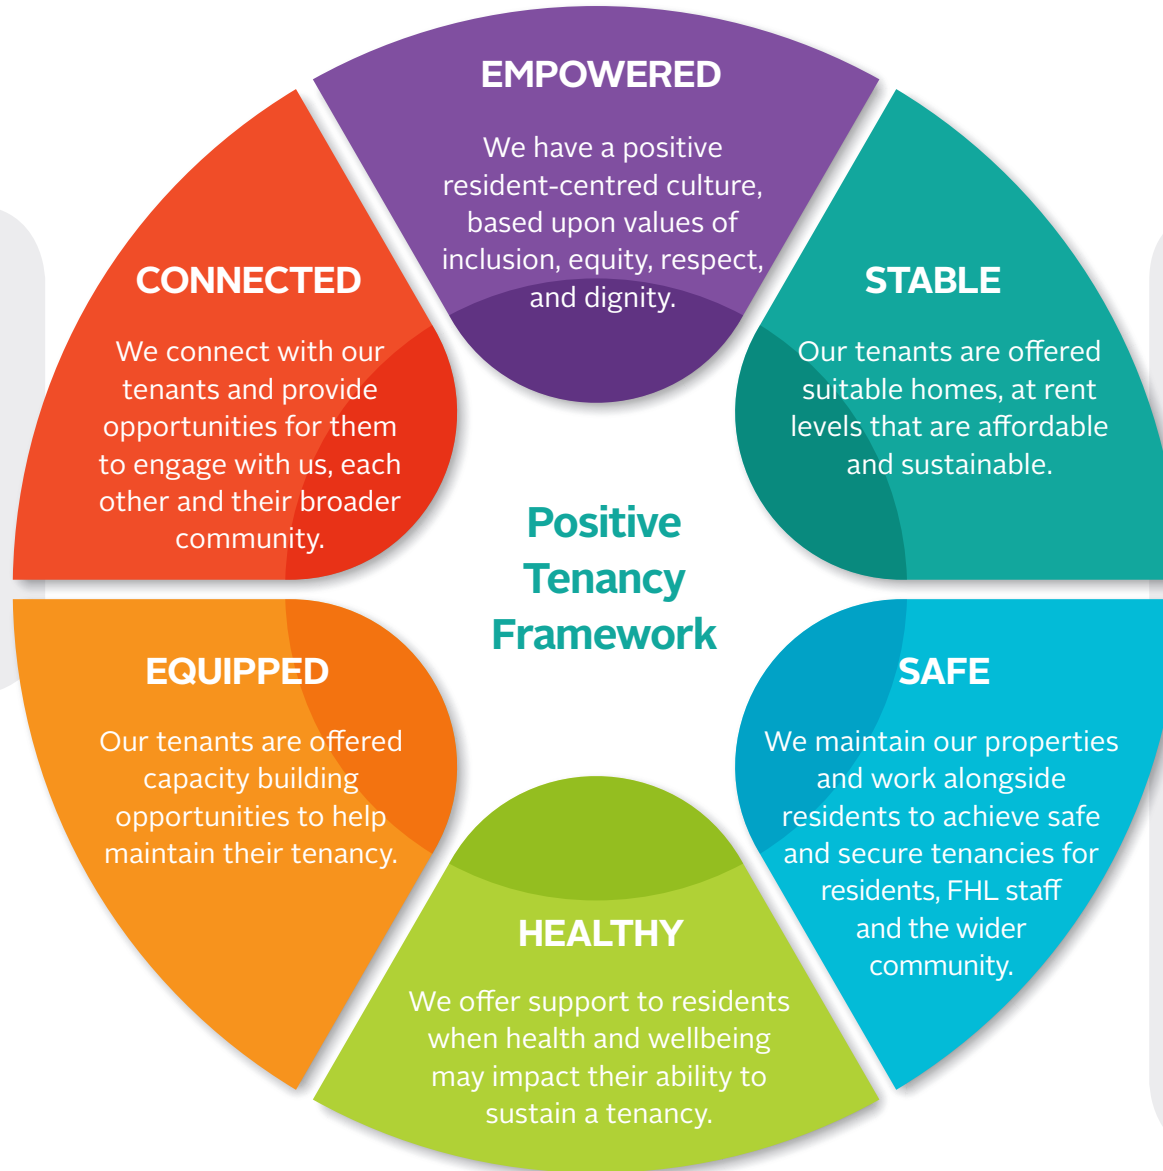 EMPOWERED
We have a positive
resident-centred culture,
based upon values of
inclusion, equity, respect,
and dignity.
STABLE
Our tenants are offered
suitable homes, at rent
levels that are affordable
and sustainable.
SAFE
We maintain our properties
and work alongside
residents to achieve safe
and secure tenancies for
residents, FHL staff
and the wider
community.
HEALTHY
We offer support to residents
when health and wellbeing
may impact their ability to
sustain a tenancy.
EQUIPPED
Our tenants are offered
capacity building
opportunities to help
maintain their tenancy.
CONNECTED
We connect with our
tenants and provide
opportunities for them
to engage with us, each
other and their broader
community.
Positive
Tenancy
Framework